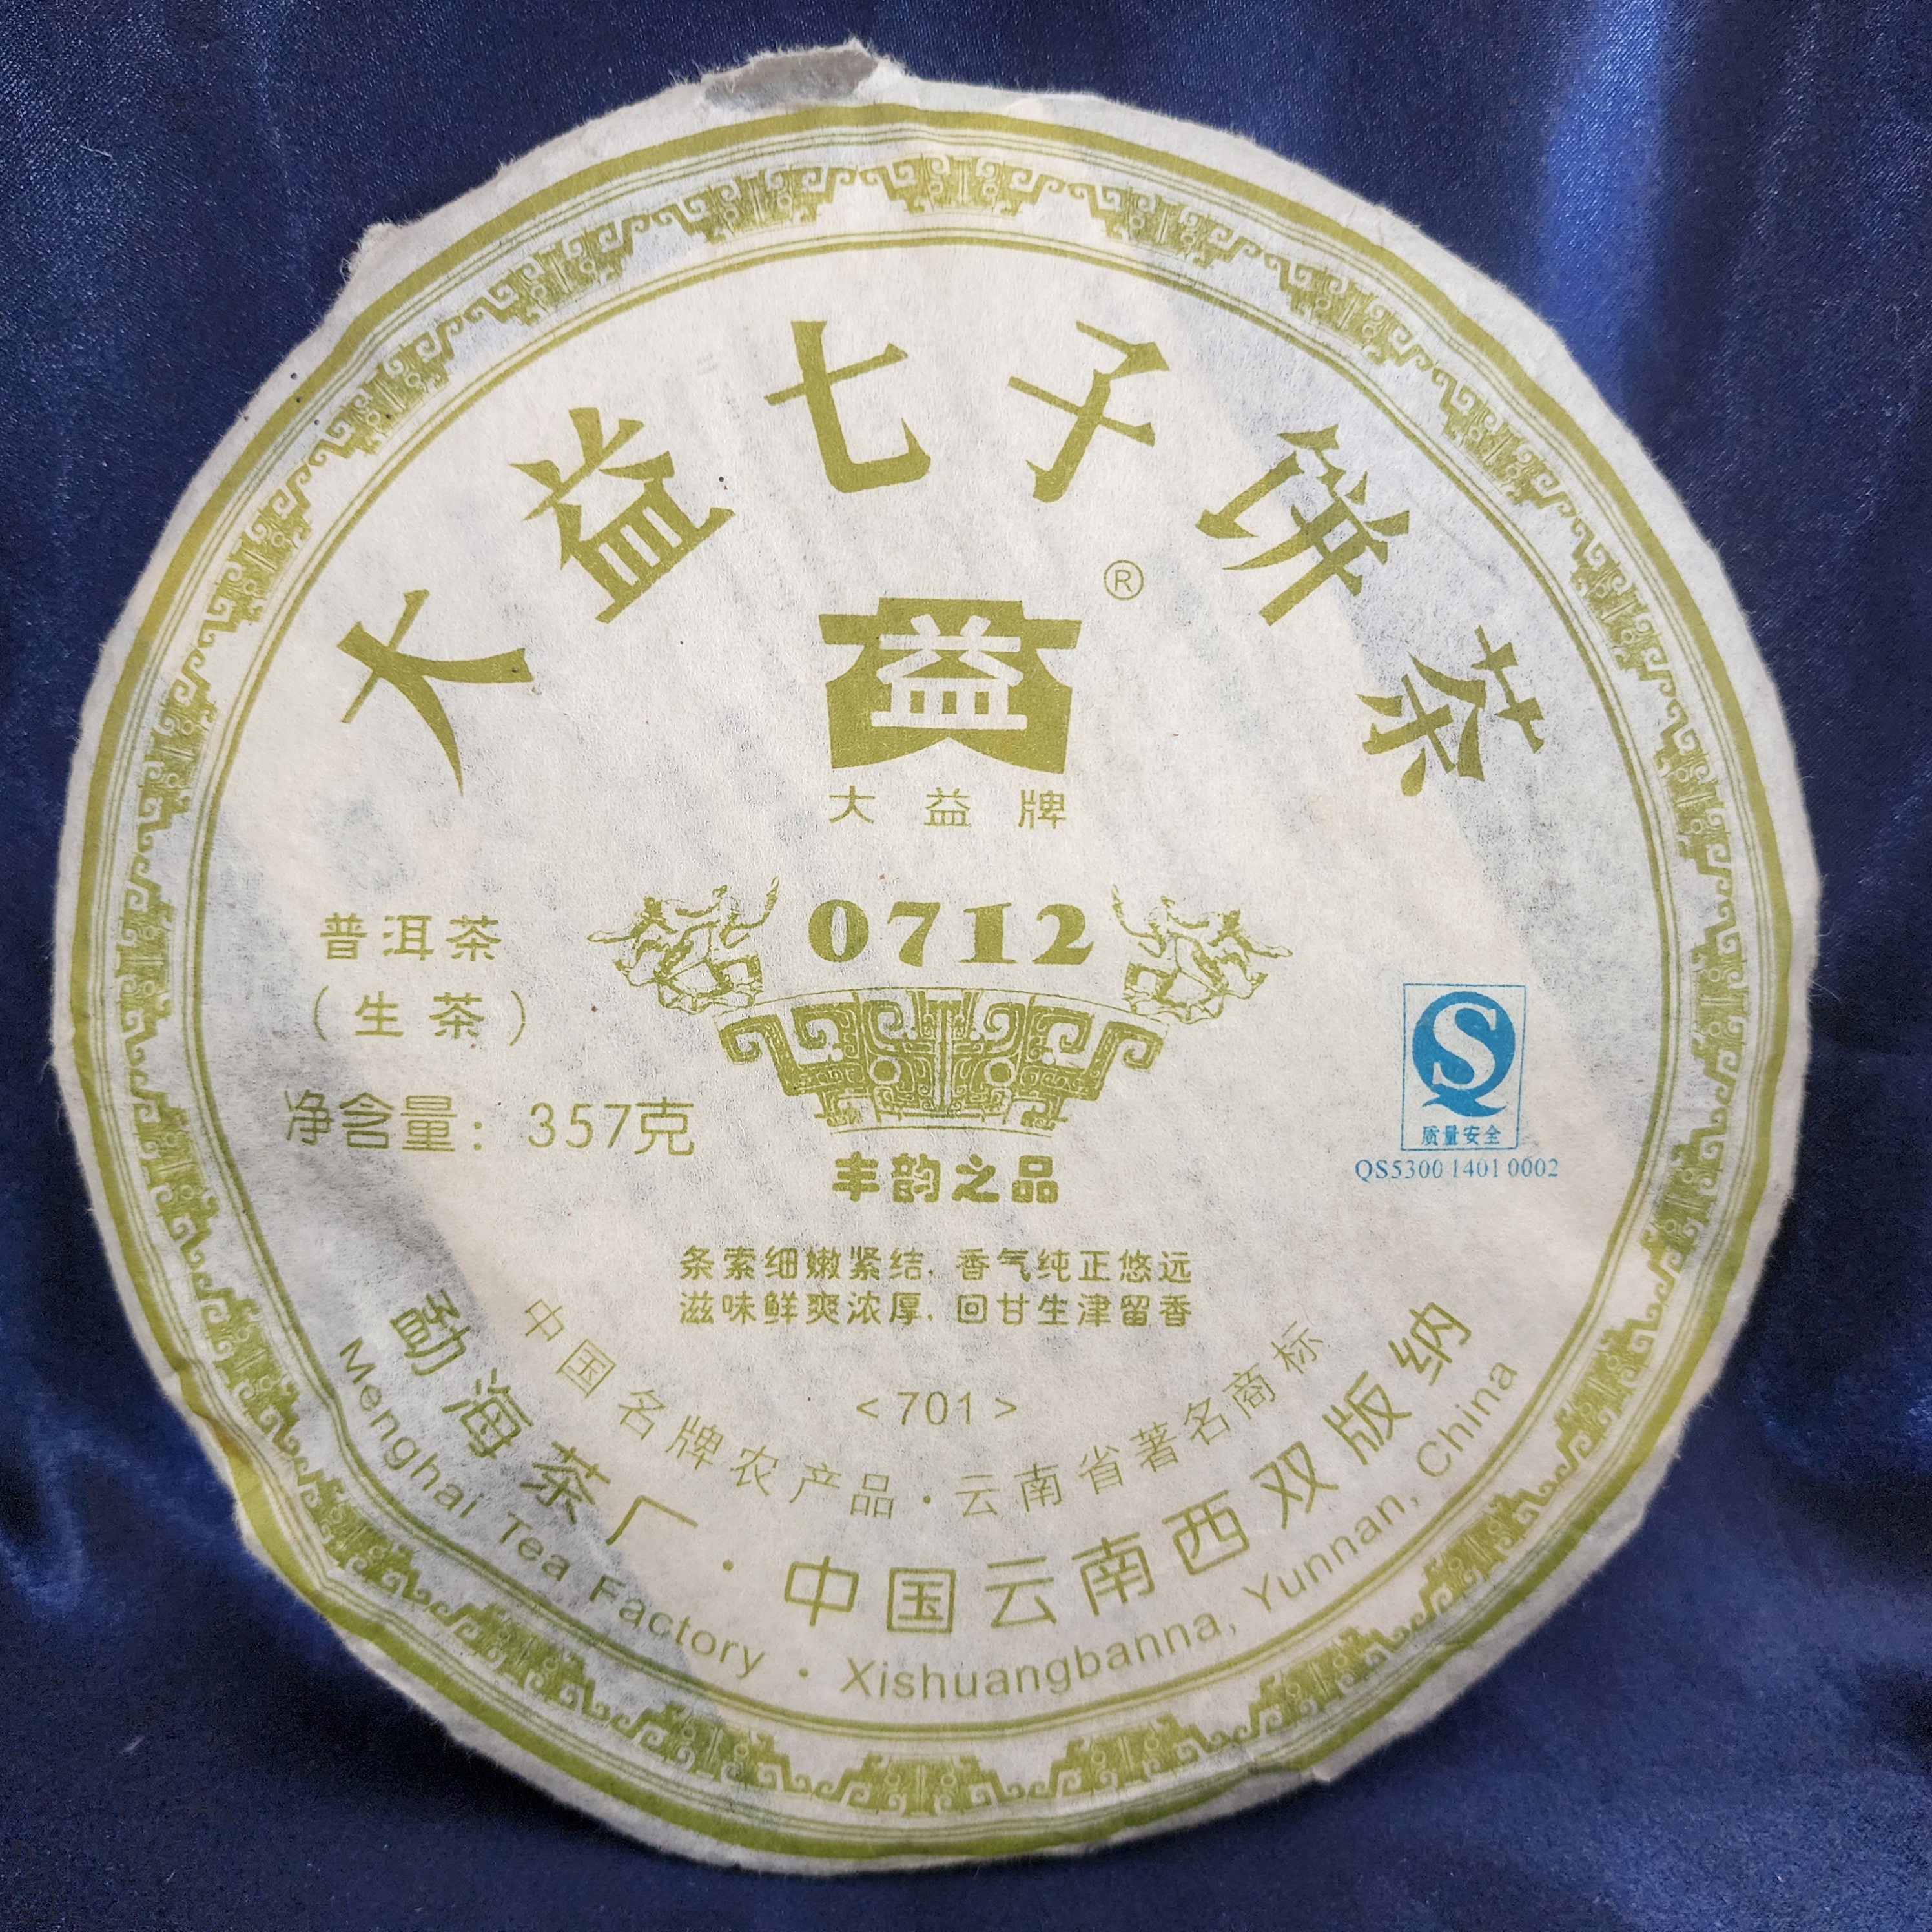 大益七子饼茶
®
益
大益牌
0712
普洱茶
（生茶）
净含量：357克
丰韵之品
质量安全
QS5300 1401 0002
条索细嫩紧结，香气纯正悠远
滋味鲜爽浓厚，回甘生津留香
<701>
中国名牌农产品·云南省著名商标
勐海茶厂·中国云南西双版纳
Menghai Tea Factory · Xishuangbanna, Yunnan, China